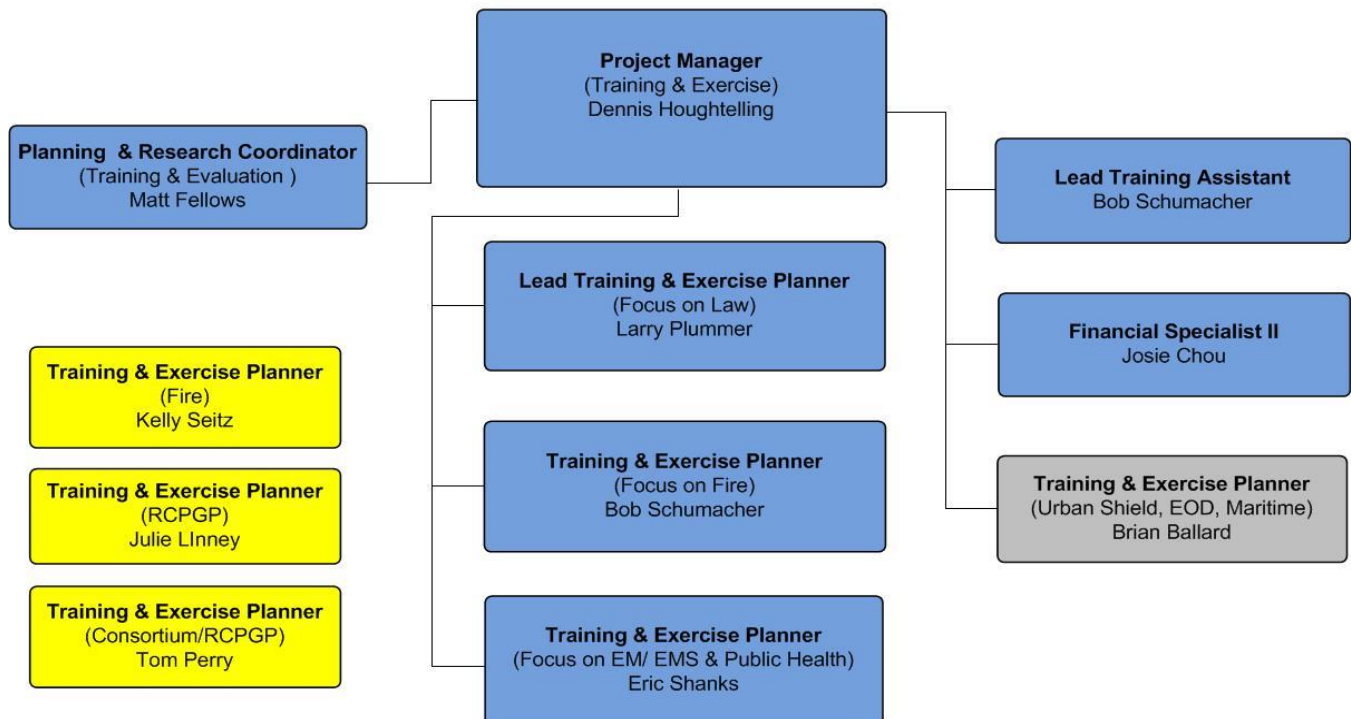 Project Manager
(Training & Exercise)
Dennis Houghtelling
Planning & Research Coordinator
(Training & Evaluation )
Matt Fellows
Lead Training Assistant
Bob Schumacher
Lead Training & Exercise Planner
(Focus on Law)
Larry Plummer
Financial Specialist II
Josie Chou
Training & Exercise Planner
(Fire)
Kelly Seitz
Training & Exercise Planner
(Focus on Fire)
Bob Schumacher
Training & Exercise Planner
(Urban Shield, EOD, Maritime)
Brian Ballard
Training & Exercise Planner
(RCPGP)
Julie LInney
Training & Exercise Planner
(Consortium/RCPGP)
Tom Perry
Training & Exercise Planner
(Focus on EM/ EMS & Public Health)
Eric Shanks